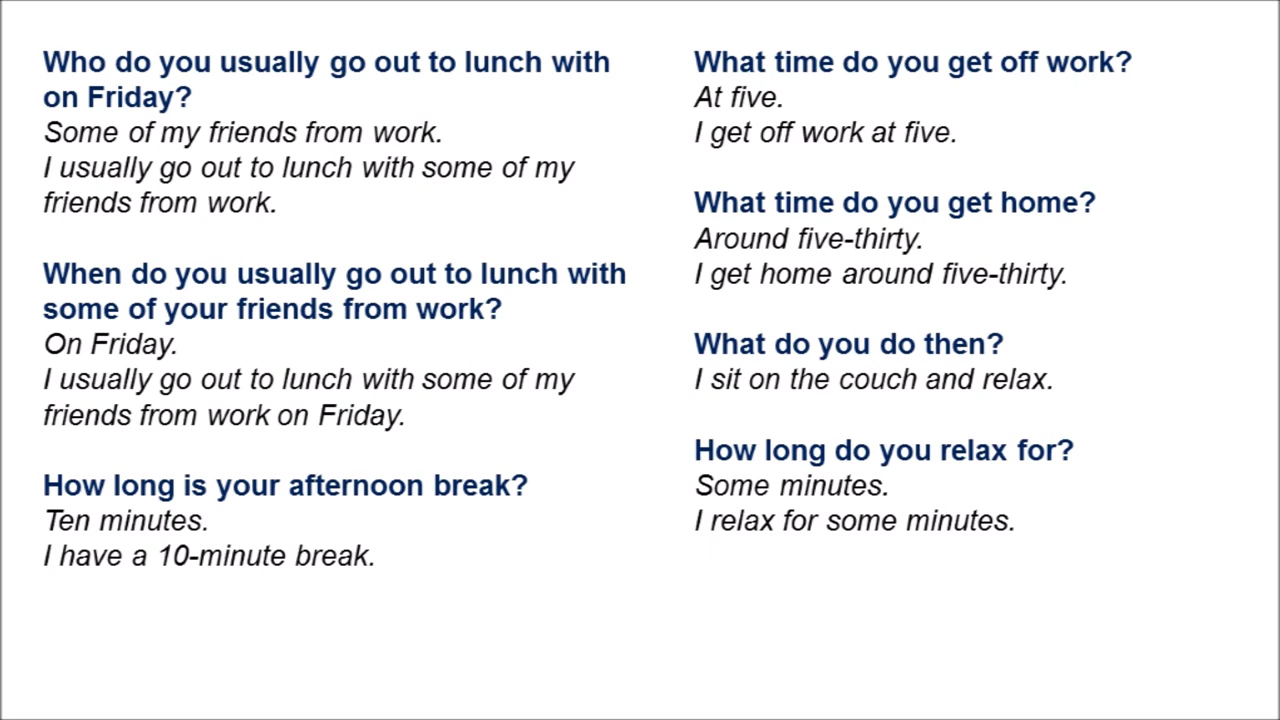 Who do you usually go out to lunch with
on Friday?
Some of my friends from work.
I usually go out to lunch with some of my
friends from work.
When do you usually go out to lunch with
some of your friends from work?
On Friday.
I usually go out to lunch with some of my
friends from work on Friday.
How long is your afternoon break?
Ten minutes.
I have a 10-minute break.
What time do you get off work?
At five.
I get off work at five.
What time do you get home?
Around five-thirty.
I get home around five-thirty.
What do you do then?
I sit on the couch and relax.
How long do you relax for?
Some minutes.
I relax for some minutes.